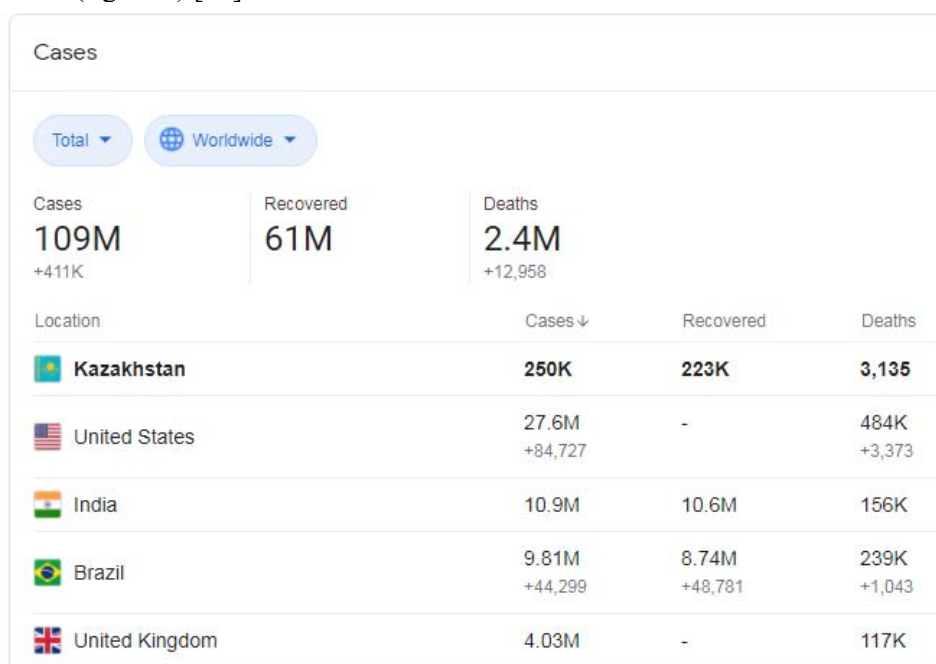 Cases
Total Worldwide
Cases Recovered Deaths
109M 61M 2.4M
+411K +12,958
Location Cases↓ Recovered Deaths
Kazakhstan 250K 223K 3,135
United States 27.6M - 484K
+84,727 +3,373
India 10.9M 10.6M 156K
Brazil 9.81M 8.74M 239K
+44,299 +48,781 +1,043
United Kingdom 4.03M - 117K